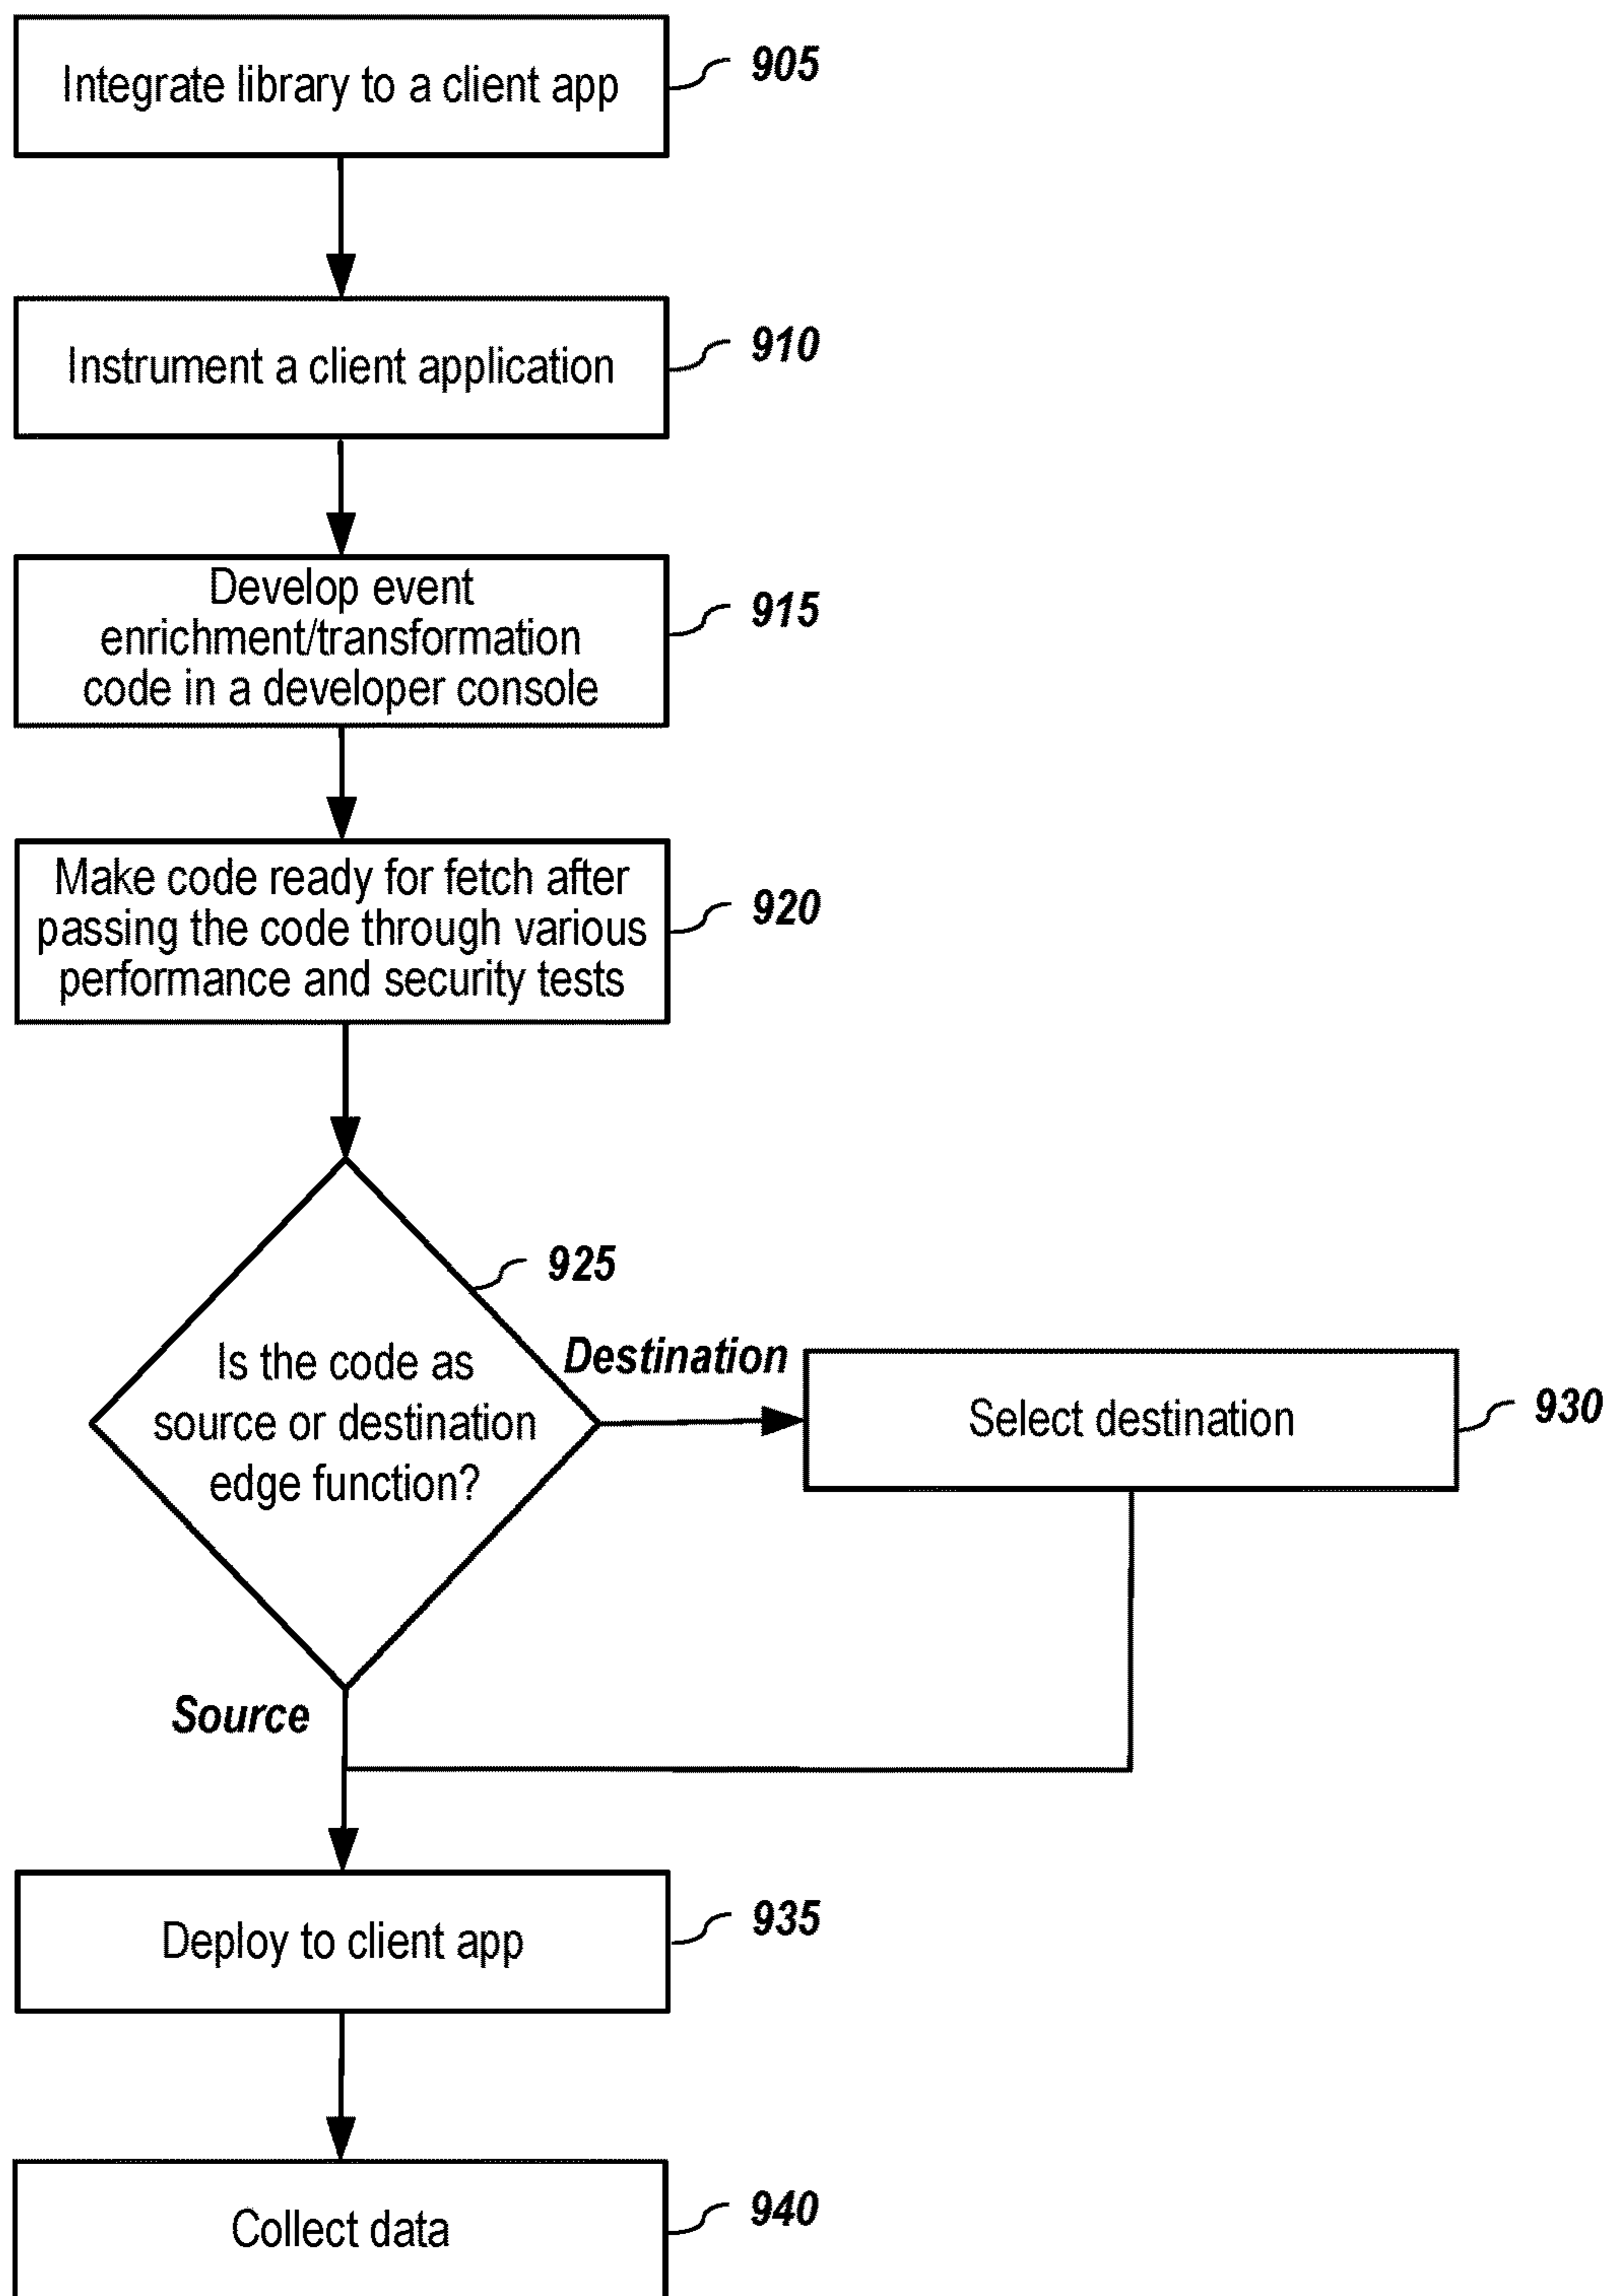 Integrate library to a client app
905
Instrument a client application
910
Develop event
enrichment/transformation
code in a developer console
915
Make code ready for fetch after
passing the code through various
performance and security tests
920
925
Is the code as
source or destination
edge function?
Destination
Select destination
930
Source
Deploy to client app
935
Collect data
940